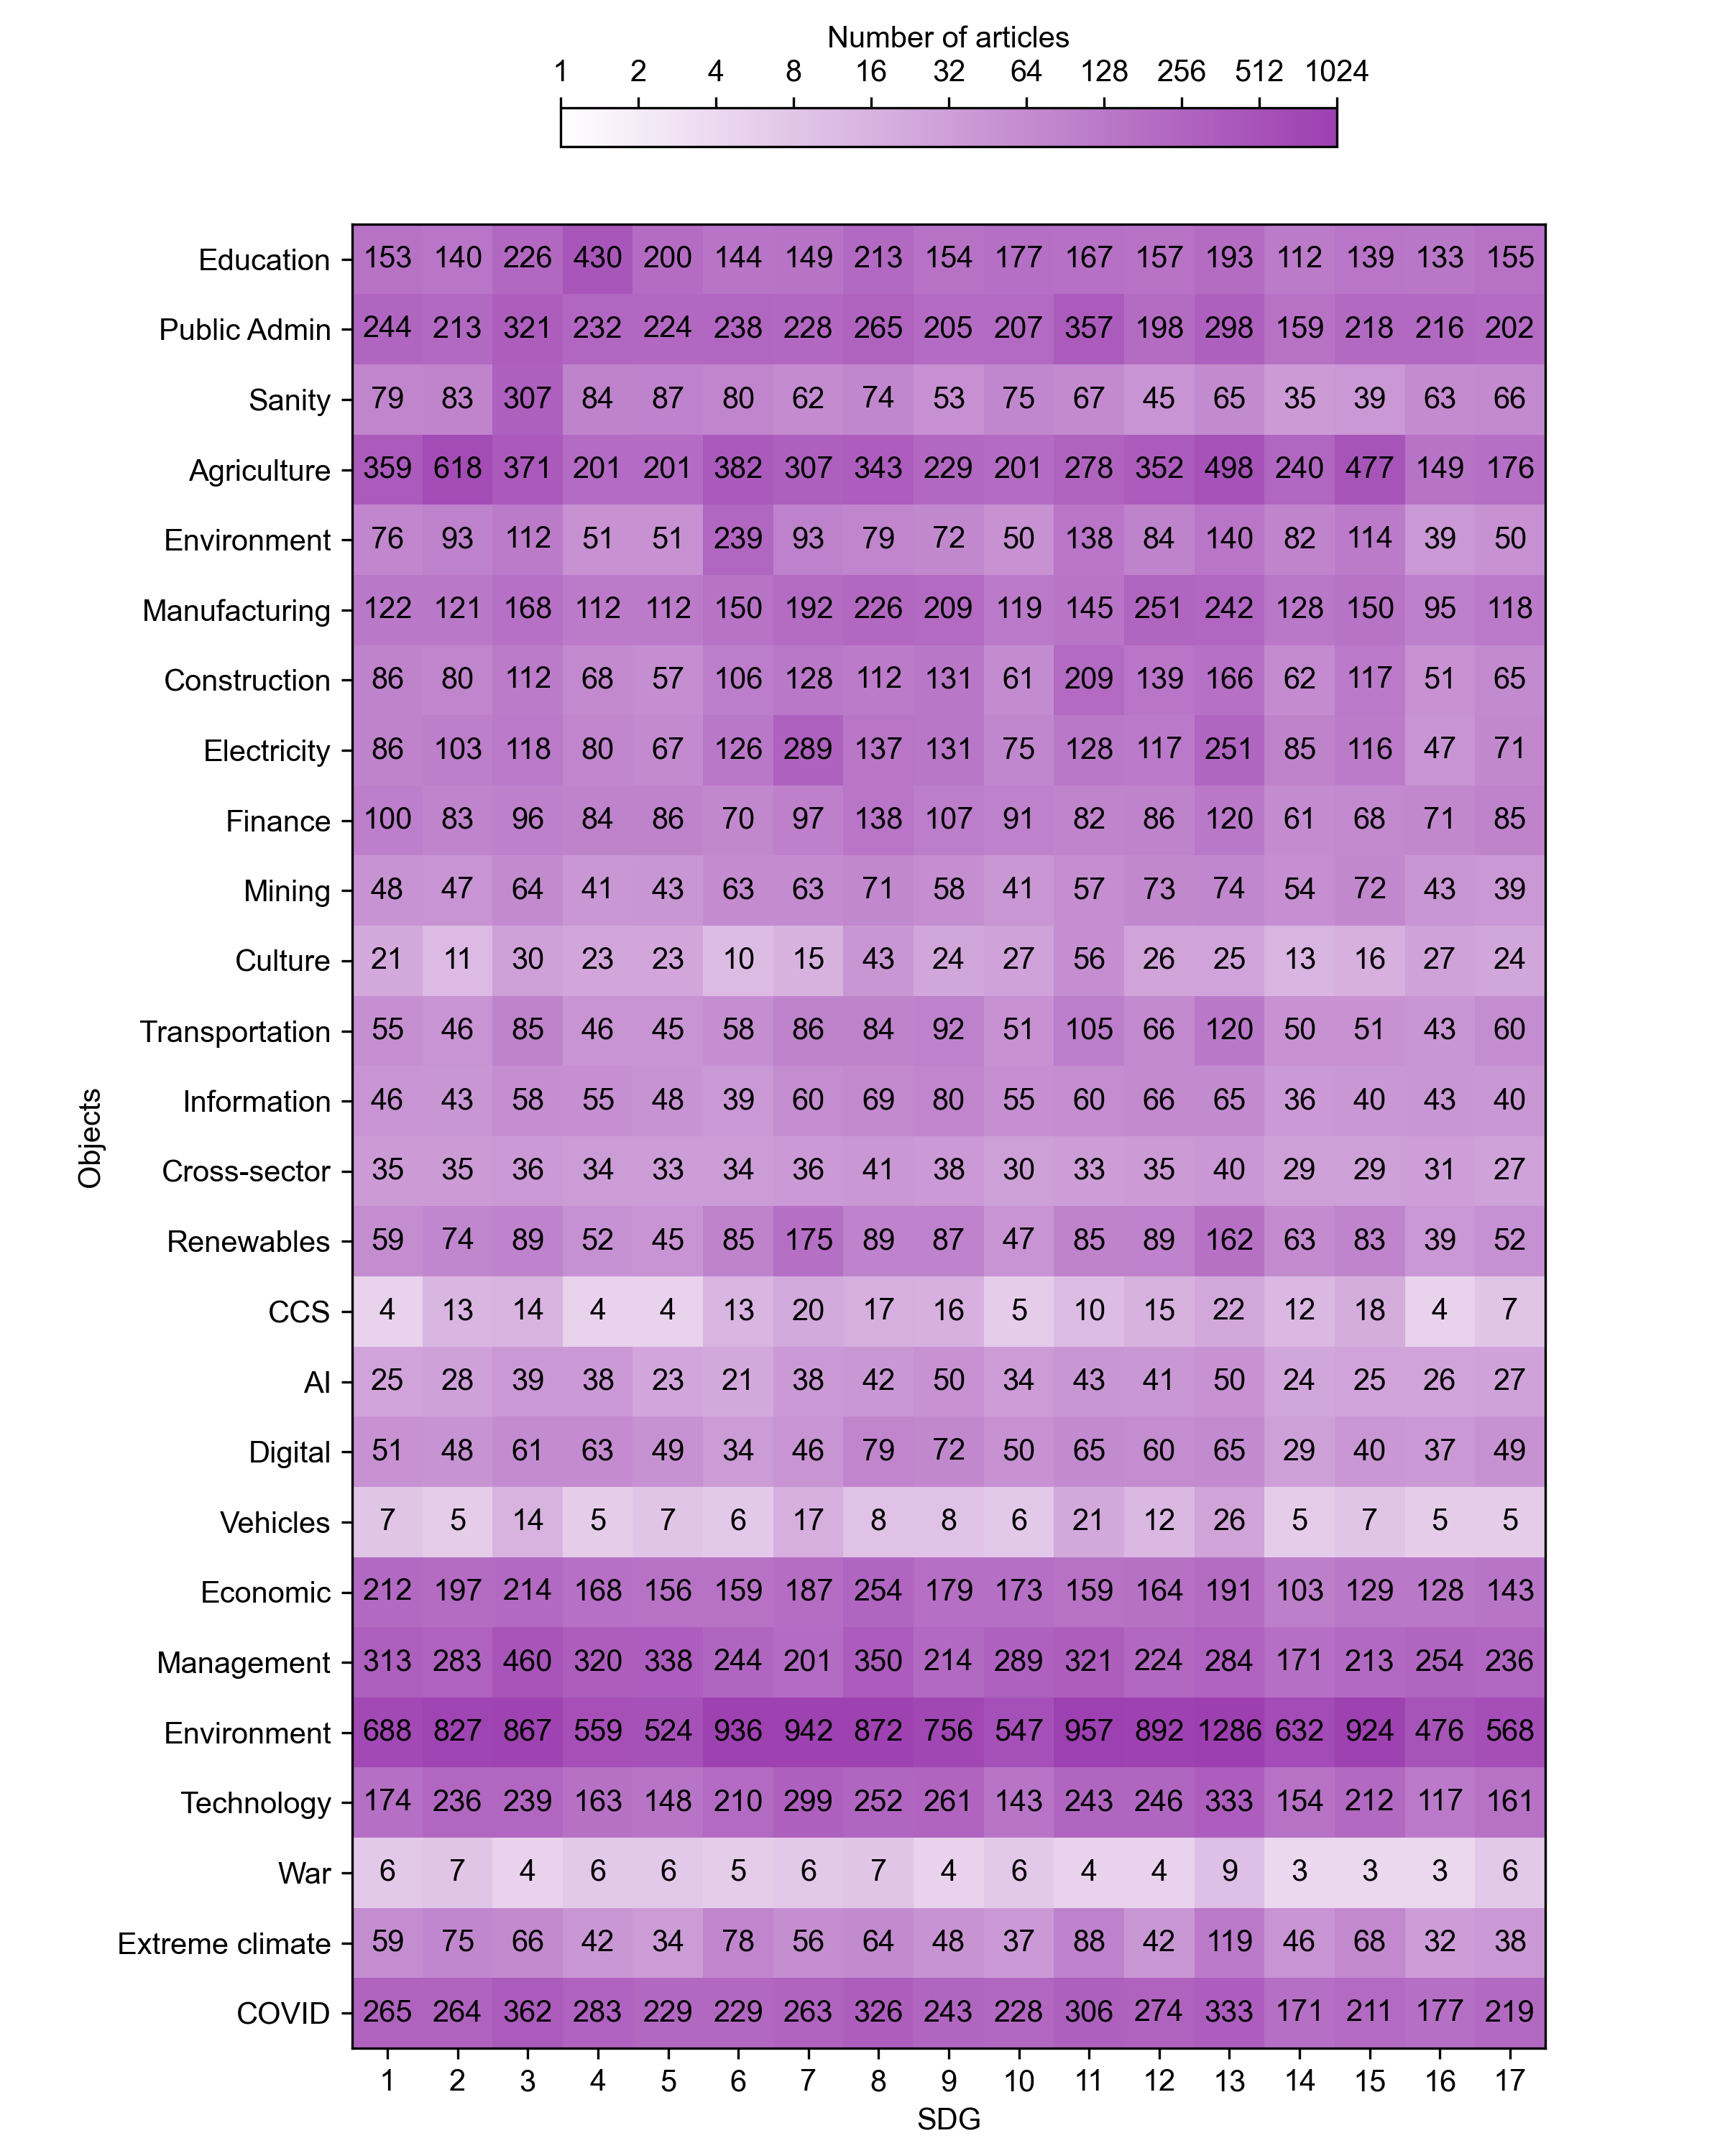 Number of articles
1 2 4 8 16 32 64 128 256 512 1024
Education 153 140 226 430 200 144 149 213 154 177 167 157 193 112 139 133 155
Public Admin 244 213 321 232 224 238 228 265 205 207 357 198 298 159 218 216 202
Sanity 79 83 307 84 87 80 62 74 53 75 67 45 65 35 39 63 66
Agriculture 359 618 371 201 201 382 307 343 229 201 278 352 498 240 477 149 176
Environment 76 93 112 51 51 239 93 79 72 50 138 84 140 82 114 39 50
Manufacturing 122 121 168 112 112 150 192 226 209 119 145 251 242 128 150 95 118
Construction 86 80 112 68 57 106 128 112 131 61 209 139 166 62 117 51 65
Electricity 86 103 118 80 67 126 289 137 131 75 128 117 251 85 116 47 71
Finance 100 83 96 84 86 70 97 138 107 91 82 86 120 61 68 71 85
Mining 48 47 64 41 43 63 63 71 58 41 57 73 74 54 72 43 39
Culture 21 11 30 23 23 10 15 43 24 27 56 26 25 13 16 27 24
Transportation 55 46 85 46 45 58 86 84 92 51 105 66 120 50 51 43 60
Information 46 43 58 55 48 39 60 69 80 55 60 66 65 36 40 43 40
Cross-sector 35 35 36 34 33 34 36 41 38 30 33 35 40 29 29 31 27
Renewables 59 74 89 52 45 85 175 89 87 47 85 89 162 63 83 39 52
CCS 4 13 14 4 4 13 20 17 16 5 10 15 22 12 18 4 7
AI 25 28 39 38 23 21 38 42 50 34 43 41 50 24 25 26 27
Digital 51 48 61 63 49 34 46 79 72 50 65 60 65 29 40 37 49
Vehicles 7 5 14 5 7 6 17 8 8 6 21 12 26 5 7 5 5
Economic 212 197 214 168 156 159 187 254 179 173 159 164 191 103 129 128 143
Management 313 283 460 320 338 244 201 350 214 289 321 224 284 171 213 254 236
Environment 688 827 867 559 524 936 942 872 756 547 957 892 1286 632 924 476 568
Technology 174 236 239 163 148 210 299 252 261 143 243 246 333 154 212 117 161
War 6 7 4 6 6 5 6 7 4 6 4 4 9 3 3 3 6
Extreme climate 59 75 66 42 34 78 56 64 48 37 88 42 119 46 68 32 38
COVID 265 264 362 283 229 229 263 326 243 228 306 274 333 171 211 177 219
1 2 3 4 5 6 7 8 9 10 11 12 13 14 15 16 17
SDG
Objects